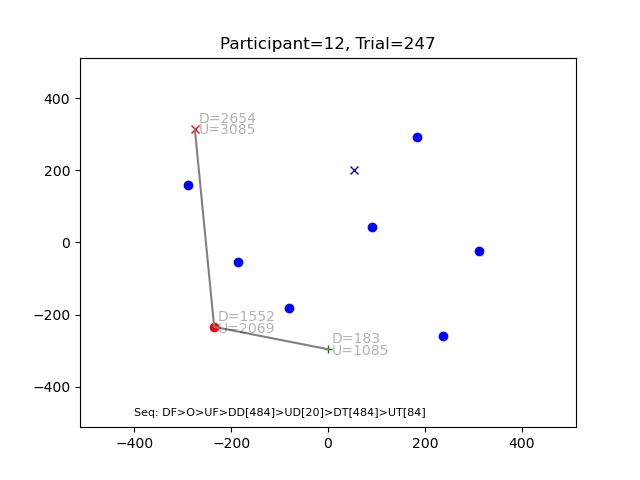 Participant=12, Trial=247
400
200
0
−200
−400
D=2654
U=3085
D=1552
U=2069
D=183
U=1085
Seq: DF>O>UF>DD[484]>UD[20]>DT[484]>UT[84]
−400
−200
0
200
400